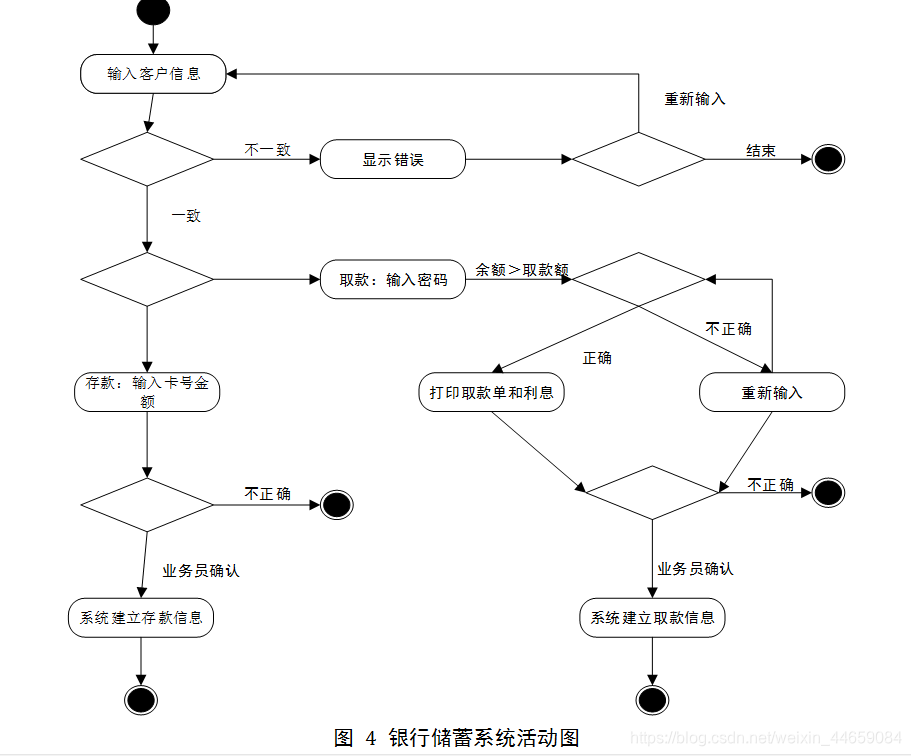 输入客户信息
重新输入
不一致
显示错误
结束
一致
取款：输入密码
余额＞取款额
不正确
正确
存款：输入卡号金
额
打印取款单和利息
重新输入
不正确
不正确
业务员确认
业务员确认
系统建立存款信息
系统建立取款信息
图 4 银行储蓄系统活动图
https://blog.csdn.net/weixin_44659084